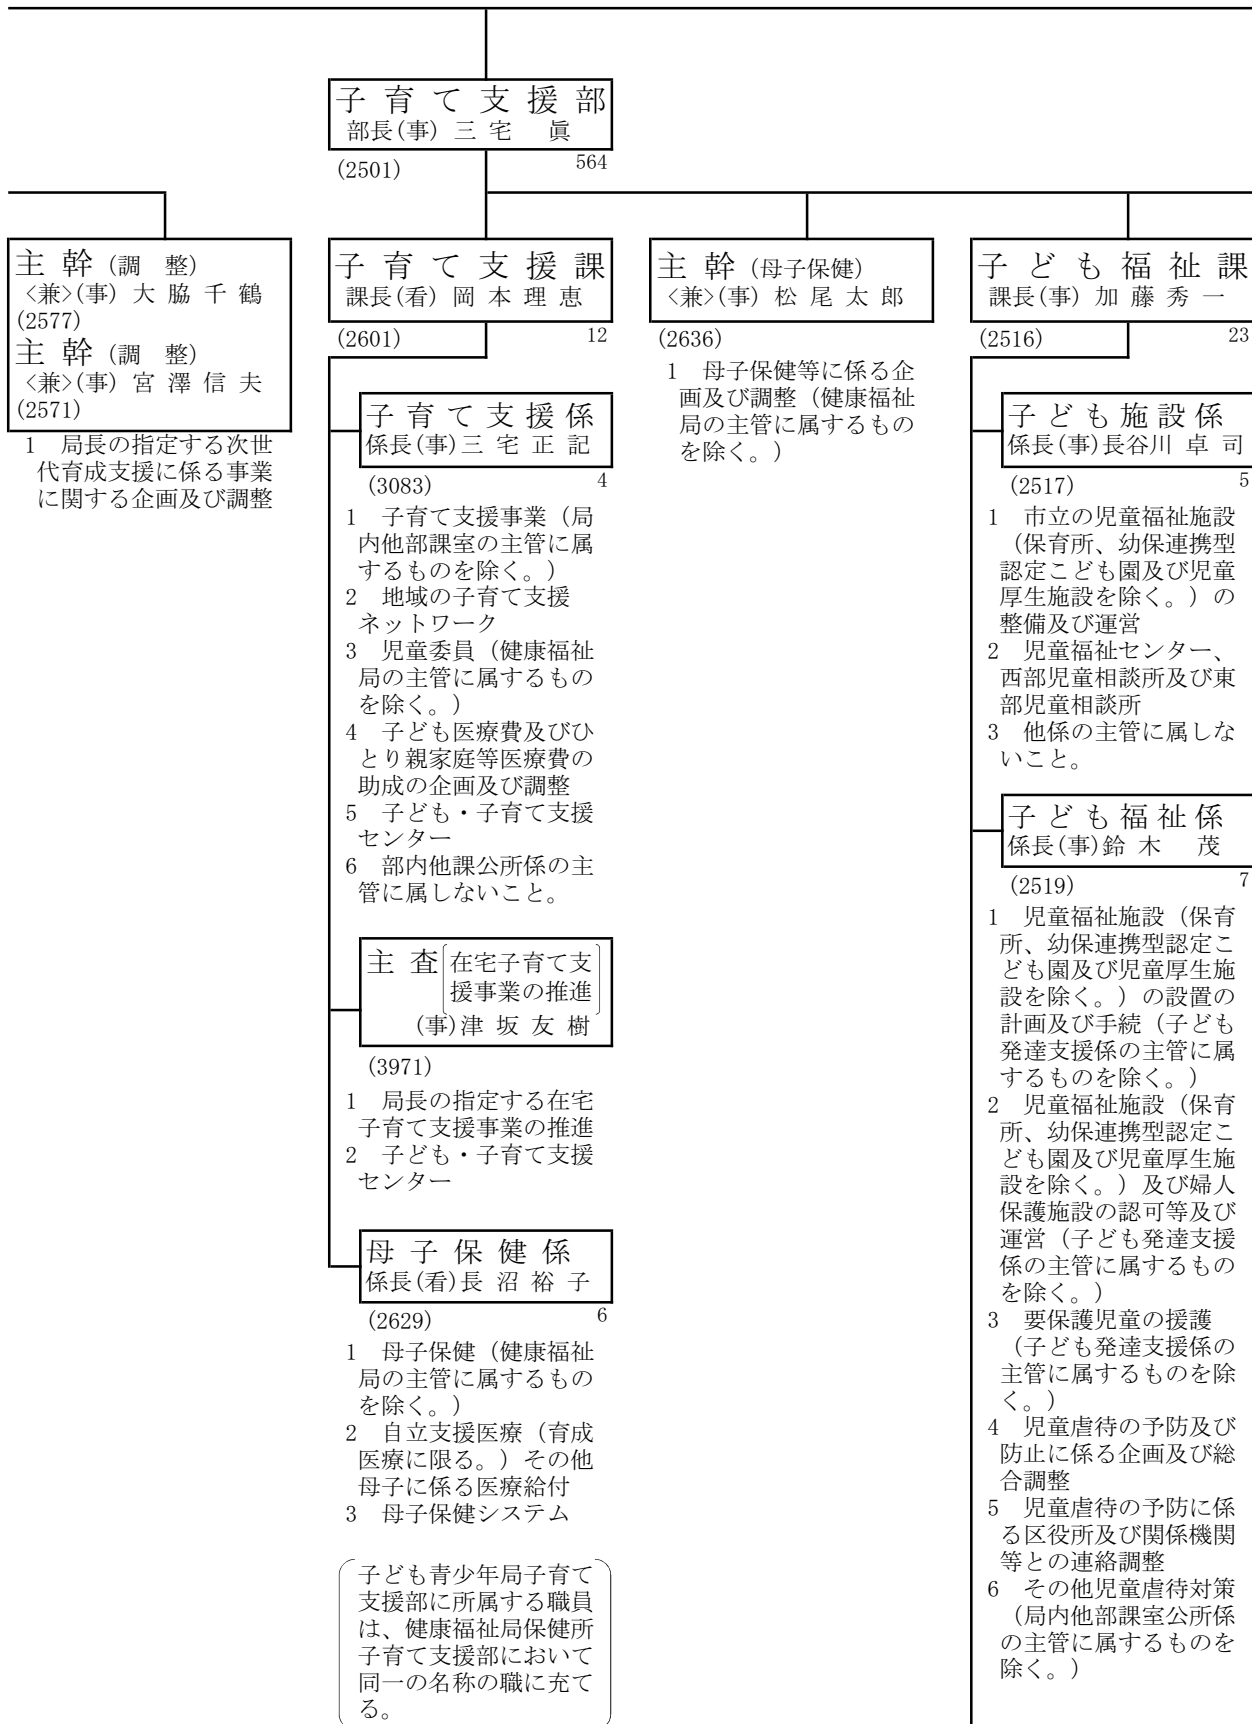 子育て支援部
部長(事) 三宅　眞
(2501)　564
主幹(調　整)
<兼>(事) 大脇千鶴
(2577)
主幹(調　整)
<兼>(事) 宮澤信夫
(2571)
1　局長の指定する次世
代育成支援に係る事業
に関する企画及び調整
子育て支援課
課長(看) 岡本理恵
(2601)　12
子育て支援係
係長(事)三宅正記
(3083)　4
1　子育て支援事業（局
内他部課室の主管に属
するものを除く。）
2　地域の子育て支援
ネットワーク
3　児童委員（健康福祉
局の主管に属するもの
を除く。）
4　子ども医療費及びひ
とり親家庭等医療費の
助成の企画及び調整
5　子ども・子育て支援
センター
6　部内他課公所係の主
管に属しないこと。
主査[在宅子育て支
援事業の推進]
(事)津坂友樹
(3971)
1　局長の指定する在宅
子育て支援事業の推進
2　子ども・子育て支援
センター
母子保健係
係長(看)長沼裕子
(2629)　6
1　母子保健（健康福祉
局の主管に属するもの
を除く。）
2　自立支援医療（育成
医療に限る。）その他
母子に係る医療給付
3　母子保健システム
子ども青少年局子育て
支援部に所属する職員
は、健康福祉局保健所
子育て支援部において
同一の名称の職に充て
る。
主幹(母子保健)
<兼>(事) 松尾太郎
(2636)
1　母子保健等に係る企
画及び調整（健康福祉
局の主管に属するもの
を除く。）
子ども福祉課
課長(事) 加藤秀一
(2516)　23
子ども施設係
係長(事)長谷川卓司
(2517)　5
1　市立の児童福祉施設
（保育所、幼保連携型
認定こども園及び児童
厚生施設を除く。）の
整備及び運営
2　児童福祉センター、
西部児童相談所及び東
部児童相談所
3　他係の主管に属しな
いこと。
子ども福祉係
係長(事)鈴木　茂
(2519)　7
1　児童福祉施設（保育
所、幼保連携型認定こ
ども園及び児童厚生施
設を除く。）の設置の
計画及び手続（子ども
発達支援係の主管に属
するものを除く。）
2　児童福祉施設（保育
所、幼保連携型認定こ
ども園及び児童厚生施
設を除く。）及び婦人
保護施設の認可等及び
運営（子ども発達支援
係の主管に属するもの
を除く。）
3　要保護児童の援護
（子ども発達支援係の
主管に属するものを除
く。）
4　児童虐待の予防及び
防止に係る企画及び総
合調整
5　児童虐待の予防に係
る区役所及び関係機関
等との連絡調整
6　その他児童虐待対策
（局内他部課室公所係
の主管に属するものを
除く。）